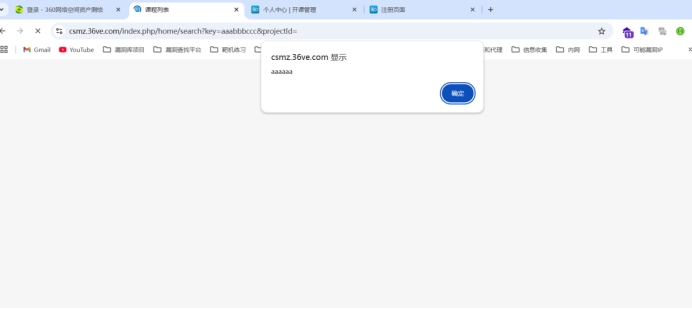 登录 - 360网络空间资产测绘
课程列表
个人中心 | 开课管理
注册页面
csmz.36ve.com/index.php/home/search?key=aaabbbccc&projectId=
Gmail
YouTube
漏洞库项目
漏洞查找平台
靶机练习
和代理
信息收集
内网
工具
可能漏洞IP
csmz.36ve.com 显示
aaaaaa
确定